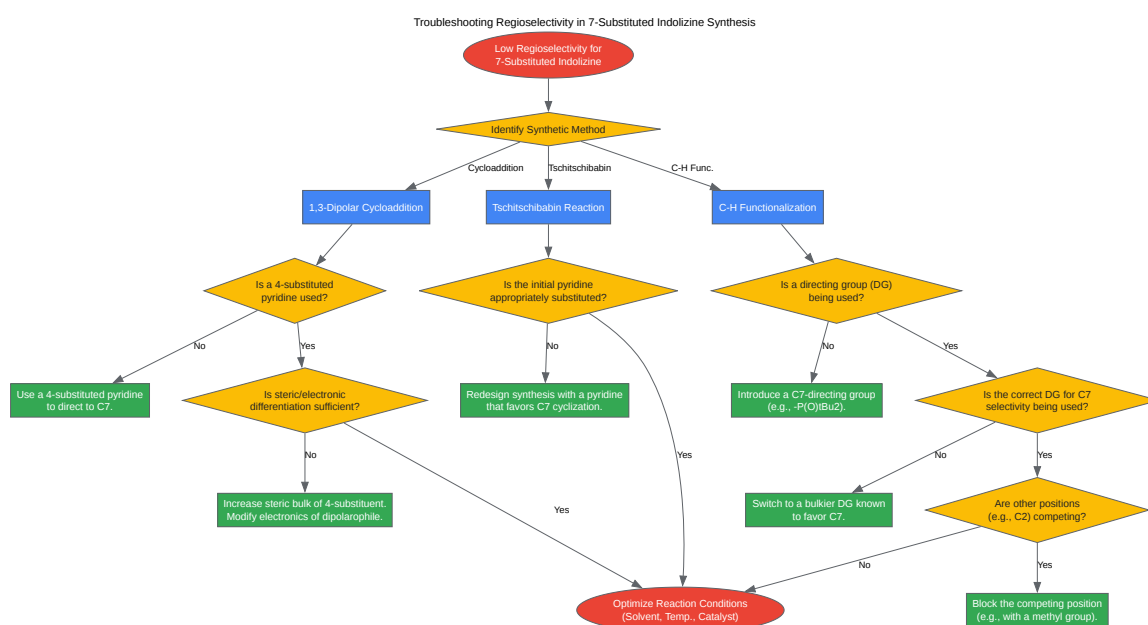 Troubleshooting Regioselectivity in 7-Substituted Indolizine Synthesis
Low Regioselectivity for
7-Substituted Indolizine
Identify Synthetic Method
Cycloaddition
Tschitschibabin
C-H Func.
1,3-Dipolar Cycloaddition
Tschitschibabin Reaction
C-H Functionalization
Is a 4-substituted
pyridine used?
Is the initial pyridine
appropriately substituted?
Is a directing group (DG)
being used?
No
Yes
No
No
Yes
Use a 4-substituted pyridine
to direct to C7.
Is steric/electronic
differentiation sufficient?
Redesign synthesis with a pyridine
that favors C7 cyclization.
Introduce a C7-directing group
(e.g., -P(O)tBu2).
Is the correct DG for C7
selectivity being used?
No
Yes
No
Yes
Increase steric bulk of 4-substituent.
Modify electronics of dipolarophile.
Yes
Switch to a bulkier DG known
to favor C7.
Are other positions
(e.g., C2) competing?
No
Yes
Optimize Reaction Conditions
(Solvent, Temp., Catalyst)
Block the competing position
(e.g., with a methyl group).